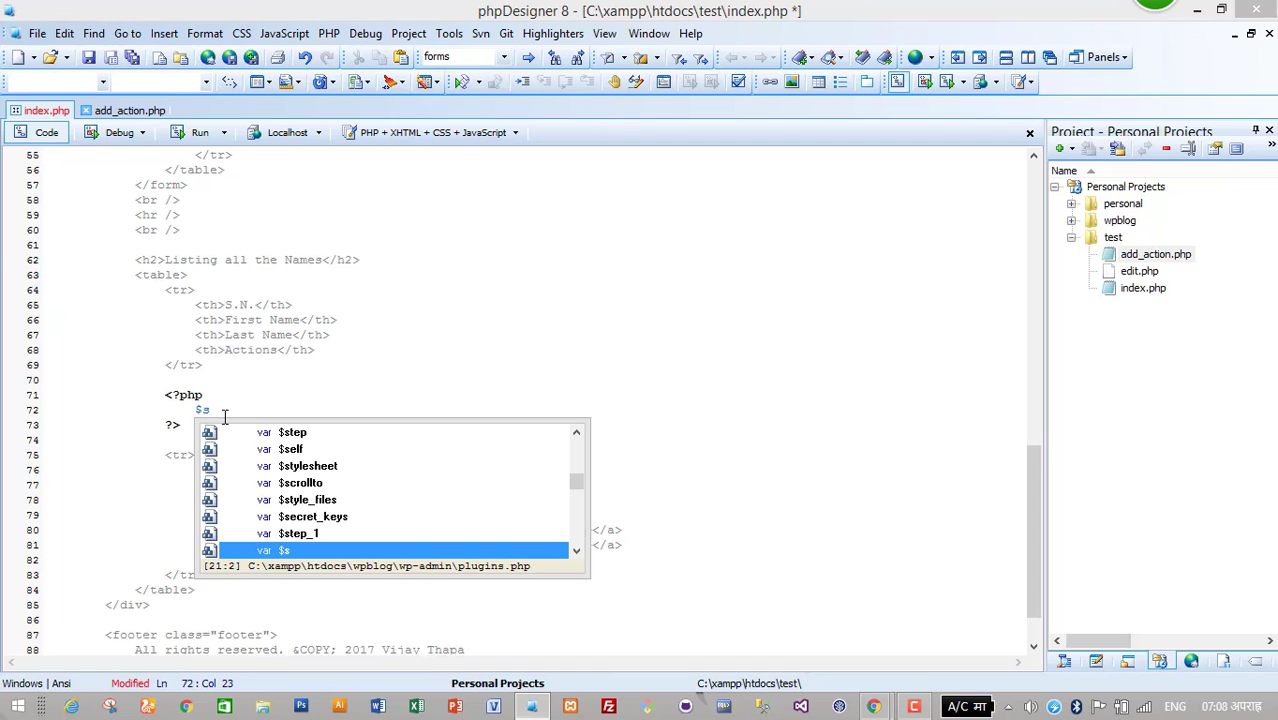 phpDesigner 8 - [C:\xampp\htdocs\test\index.php *]
File Edit Find Go to Insert Format CSS JavaScript PHP Debug Project Tools Svn Git Highlighters View Window Help
forms
Panels
index.php add_action.php
Code Debug Run Localhost PHP + XHTML + CSS + JavaScript
Project - Personal Projects
Name
Personal Projects
personal
wpblog
test
add_action.php
edit.php
index.php
55 </tr>
56 </table>
57 </form>
58 <br />
59 <hr />
60 <br />
61
62 <h2>Listing all the Names</h2>
63 <table>
64 <tr>
65 <th>S.N.</th>
66 <th>First Name</th>
67 <th>Last Name</th>
68 <th>Actions</th>
69 </tr>
70
71 <?php
72 $s
73 ?>
74
75 <tr>
76
77
78
79
80 </a>
81 </a>
82
83 </tr>
84 </table>
85 </div>
86
87 <footer class="footer">
88 All rights reserved. &COPY; 2017 Vijay Thapa
var $step
var $self
var $stylesheet
var $scrollto
var $style_files
var $secret_keys
var $step_1
var $s
[21:2] C:\xampp\htdocs\wpblog\wp-admin\plugins.php
Windows | Ansi Modified Ln 72 : Col 23 Personal Projects C:\xampp\htdocs\test\
A/C मा ENG 07:08 अपराह्न